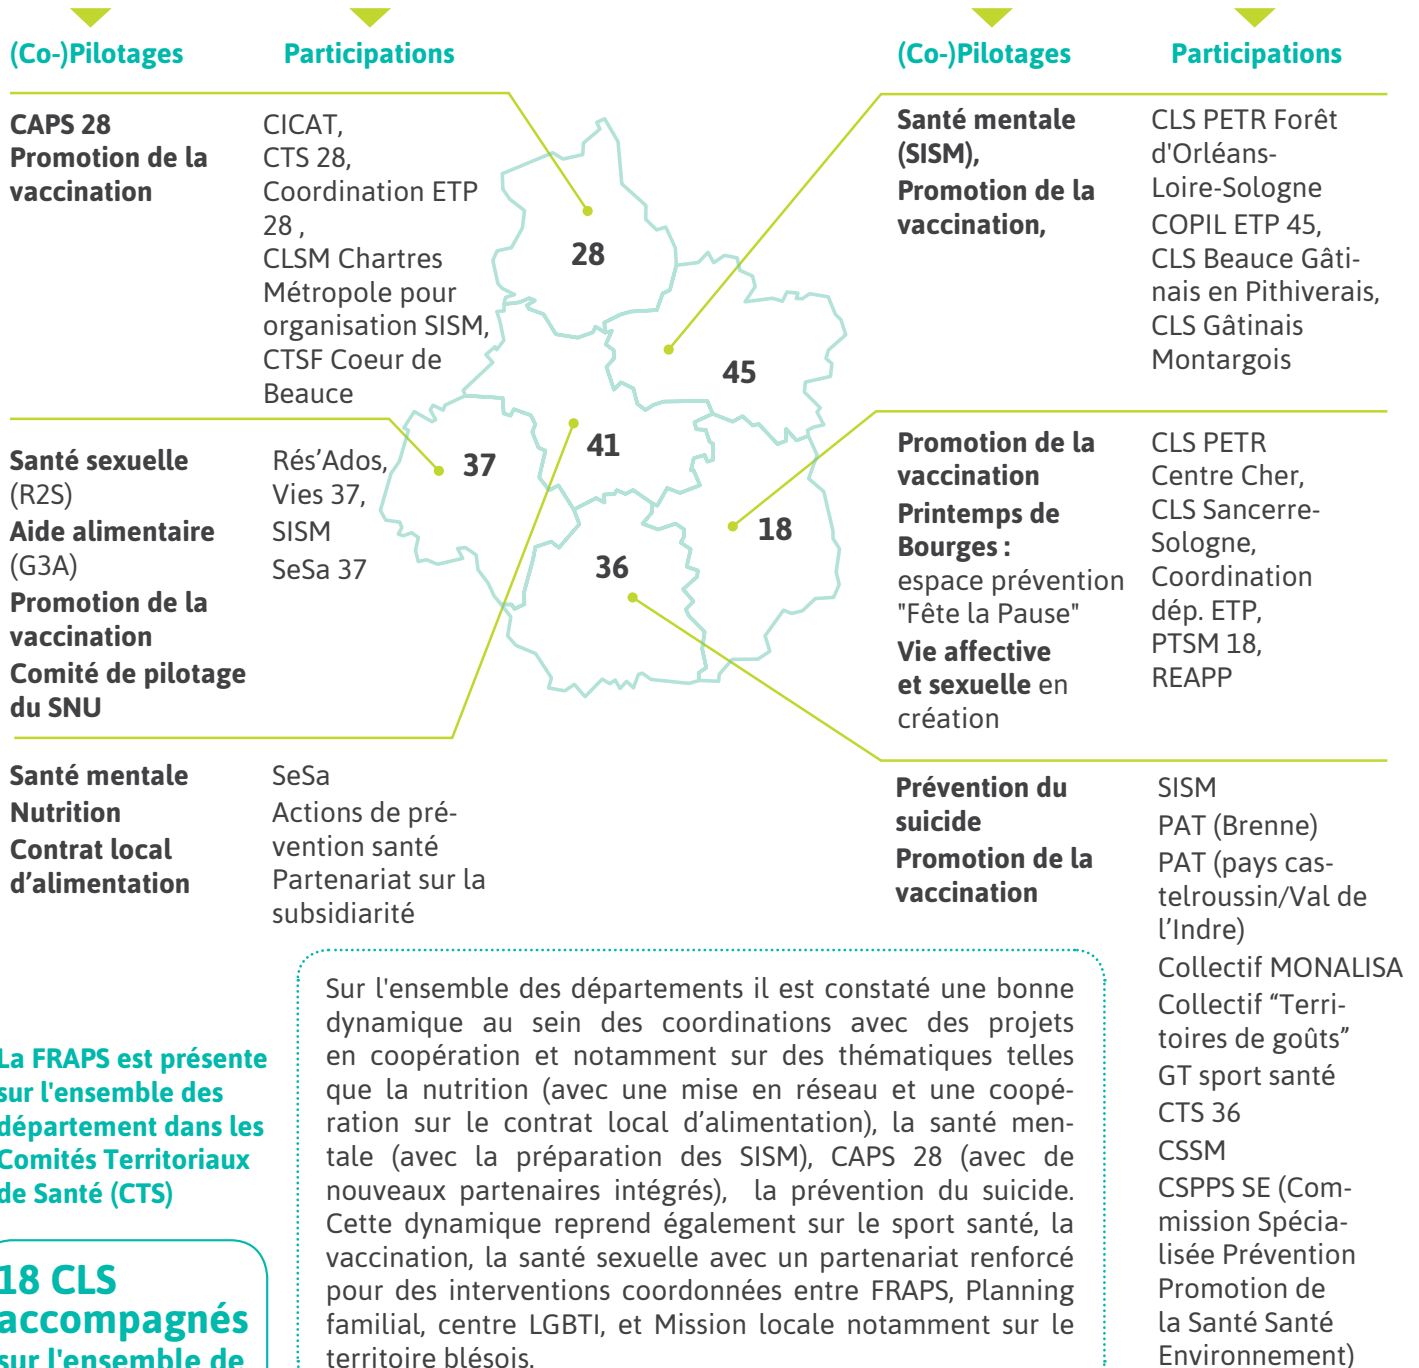 (Co-)Pilotages
Participations
CAPS 28
Promotion de la
vaccination
CICAT,
CTS 28,
Coordination ETP
28 ,
CLSM Chartres
Métropole pour
organisation SISM,
CTSF Coeur de
Beauce
Santé sexuelle
(R2S)
Aide alimentaire
(G3A)
Promotion de la
vaccination
Comité de pilotage
du SNU
Rés’Ados,
Vies 37,
SISM
SeSa 37
Santé mentale
Nutrition
Contrat local
d’alimentation
SeSa
Actions de pré-
vention santé
Partenariat sur la
subsidiarité
28
45
41
37
18
36
(Co-)Pilotages
Participations
Santé mentale
(SISM),
Promotion de la
vaccination,
CLS PETR Forêt
d'Orléans-
Loire-Sologne
COPIL ETP 45,
CLS Beauce Gâti-
nais en Pithiverais,
CLS Gâtinais
Montargois
Promotion de la
vaccination
Printemps de
Bourges :
espace prévention
"Fête la Pause"
Vie affective
et sexuelle en
création
CLS PETR
Centre Cher,
CLS Sancerre-
Sologne,
Coordination
dép. ETP,
PTSM 18,
REAPP
Prévention du
suicide
Promotion de la
vaccination
SISM
PAT (Brenne)
PAT (pays cas-
telroussin/Val de
l’Indre)
Collectif MONALISA
Collectif “Terri-
toires de goûts”
GT sport santé
CTS 36
CSSM
CSPPS SE (Com-
mission Spécia-
lisée Prévention
Promotion de
la Santé Santé
Environnement)
La FRAPS est présente
sur l'ensemble des
département dans les
Comités Territoriaux
de Santé (CTS)
18 CLS
accompagnés
sur l'ensemble de
Sur l'ensemble des départements il est constaté une bonne
dynamique au sein des coordinations avec des projets
en coopération et notamment sur des thématiques telles
que la nutrition (avec une mise en réseau et une coopé-
ration sur le contrat local d’alimentation), la santé men-
tale (avec la préparation des SISM), CAPS 28 (avec de
nouveaux partenaires intégrés), la prévention du suicide.
Cette dynamique reprend également sur le sport santé, la
vaccination, la santé sexuelle avec un partenariat renforcé
pour des interventions coordonnées entre FRAPS, Planning
familial, centre LGBTI, et Mission locale notamment sur le
territoire blésois.